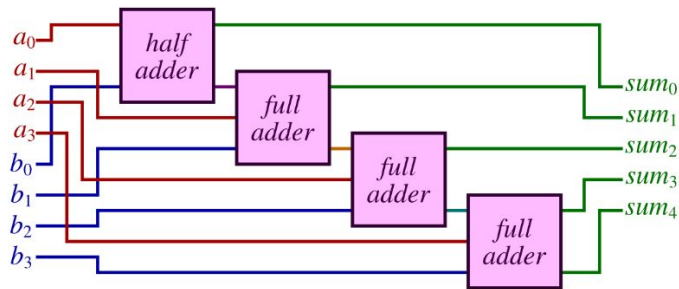 a₀
a₁
a₂
a₃
b₀
b₁
b₂
b₃
half
adder
full
adder
full
adder
full
adder
sum₀
sum₁
sum₂
sum₃
sum₄